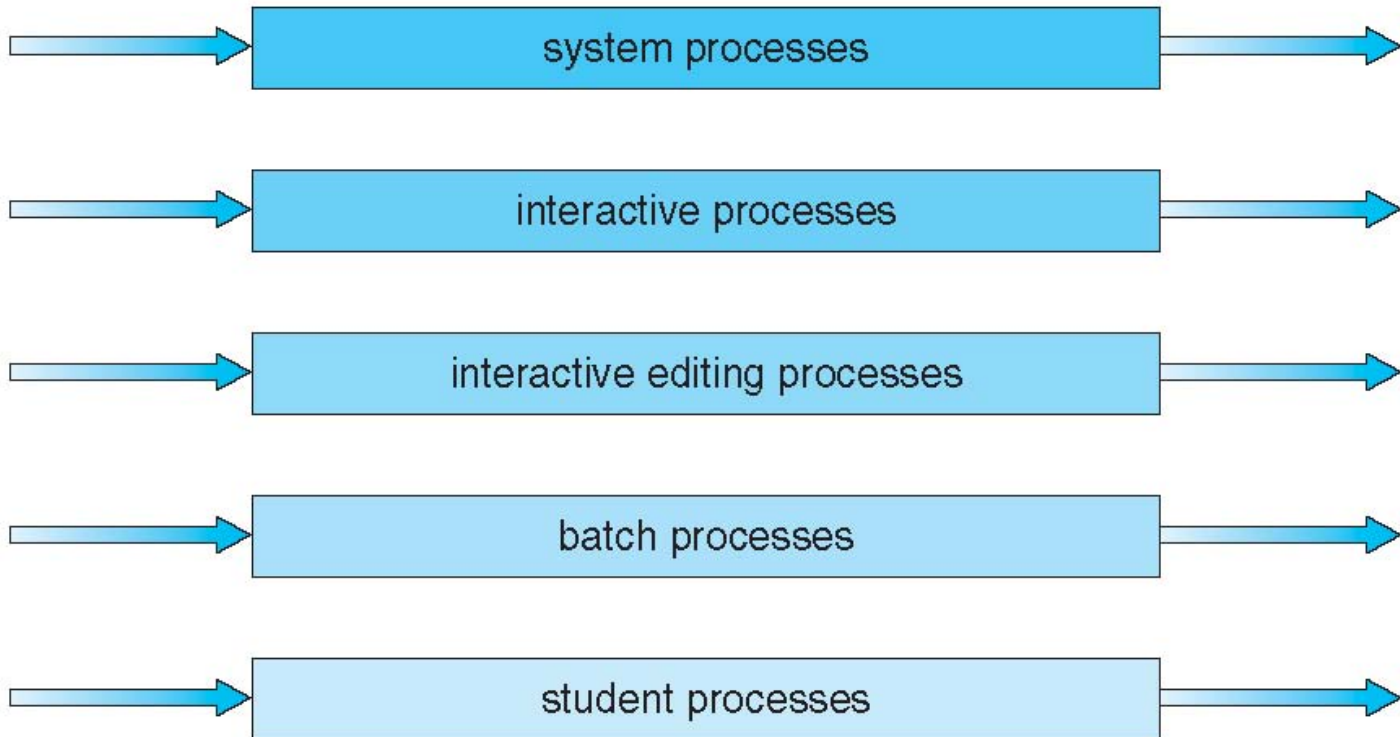 system processes
interactive processes
interactive editing processes
batch processes
student processes